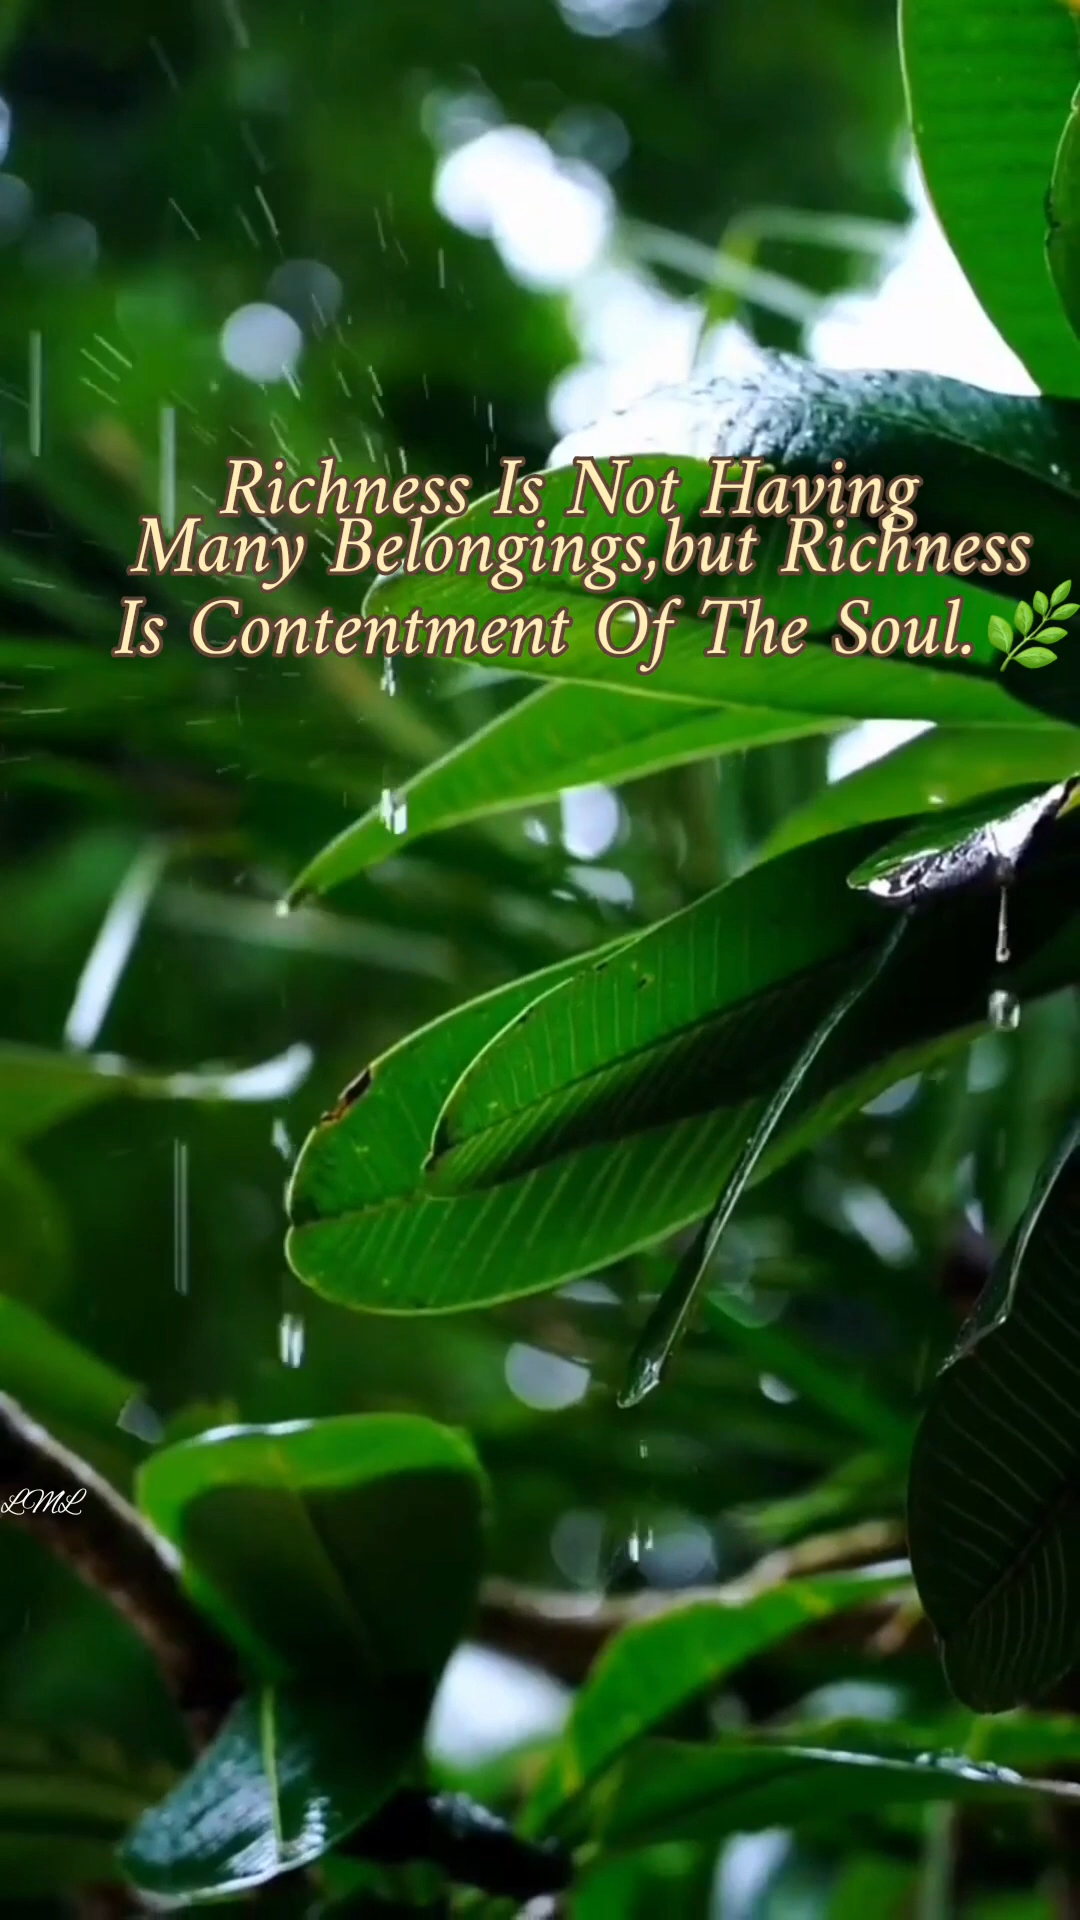 Richness Is Not Having
Many Belongings,but Richness
Is Contentment Of The Soul.🌿
LML